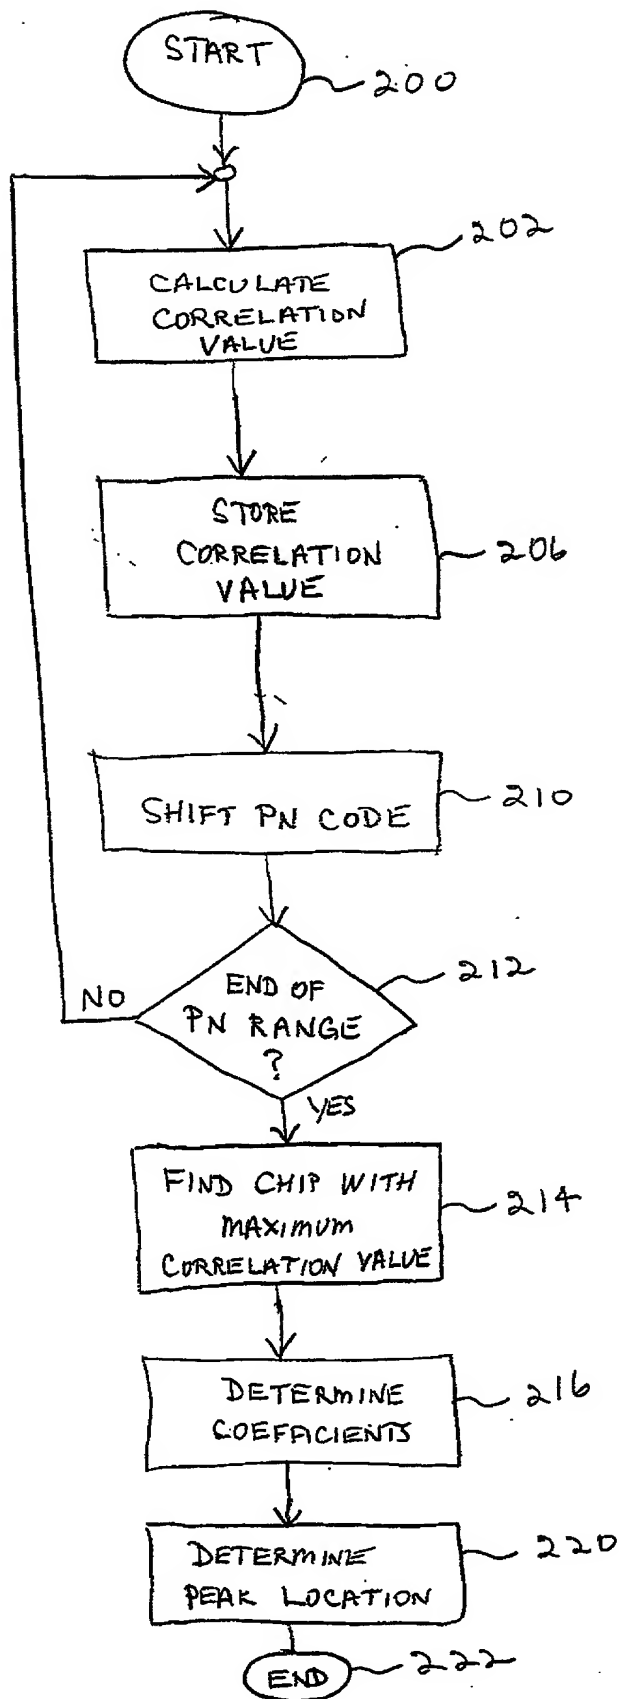 START
200
202
CALCULATE
CORRELATION
VALUE
STORE
CORRELATION
VALUE
206
SHIFT PN CODE
210
212
END OF
PN RANGE
?
NO
YES
FIND CHIP WITH
MAXIMUM
CORRELATION VALUE
214
DETERMINE
COEFFICIENTS
216
DETERMINE
PEAK LOCATION
220
END
222